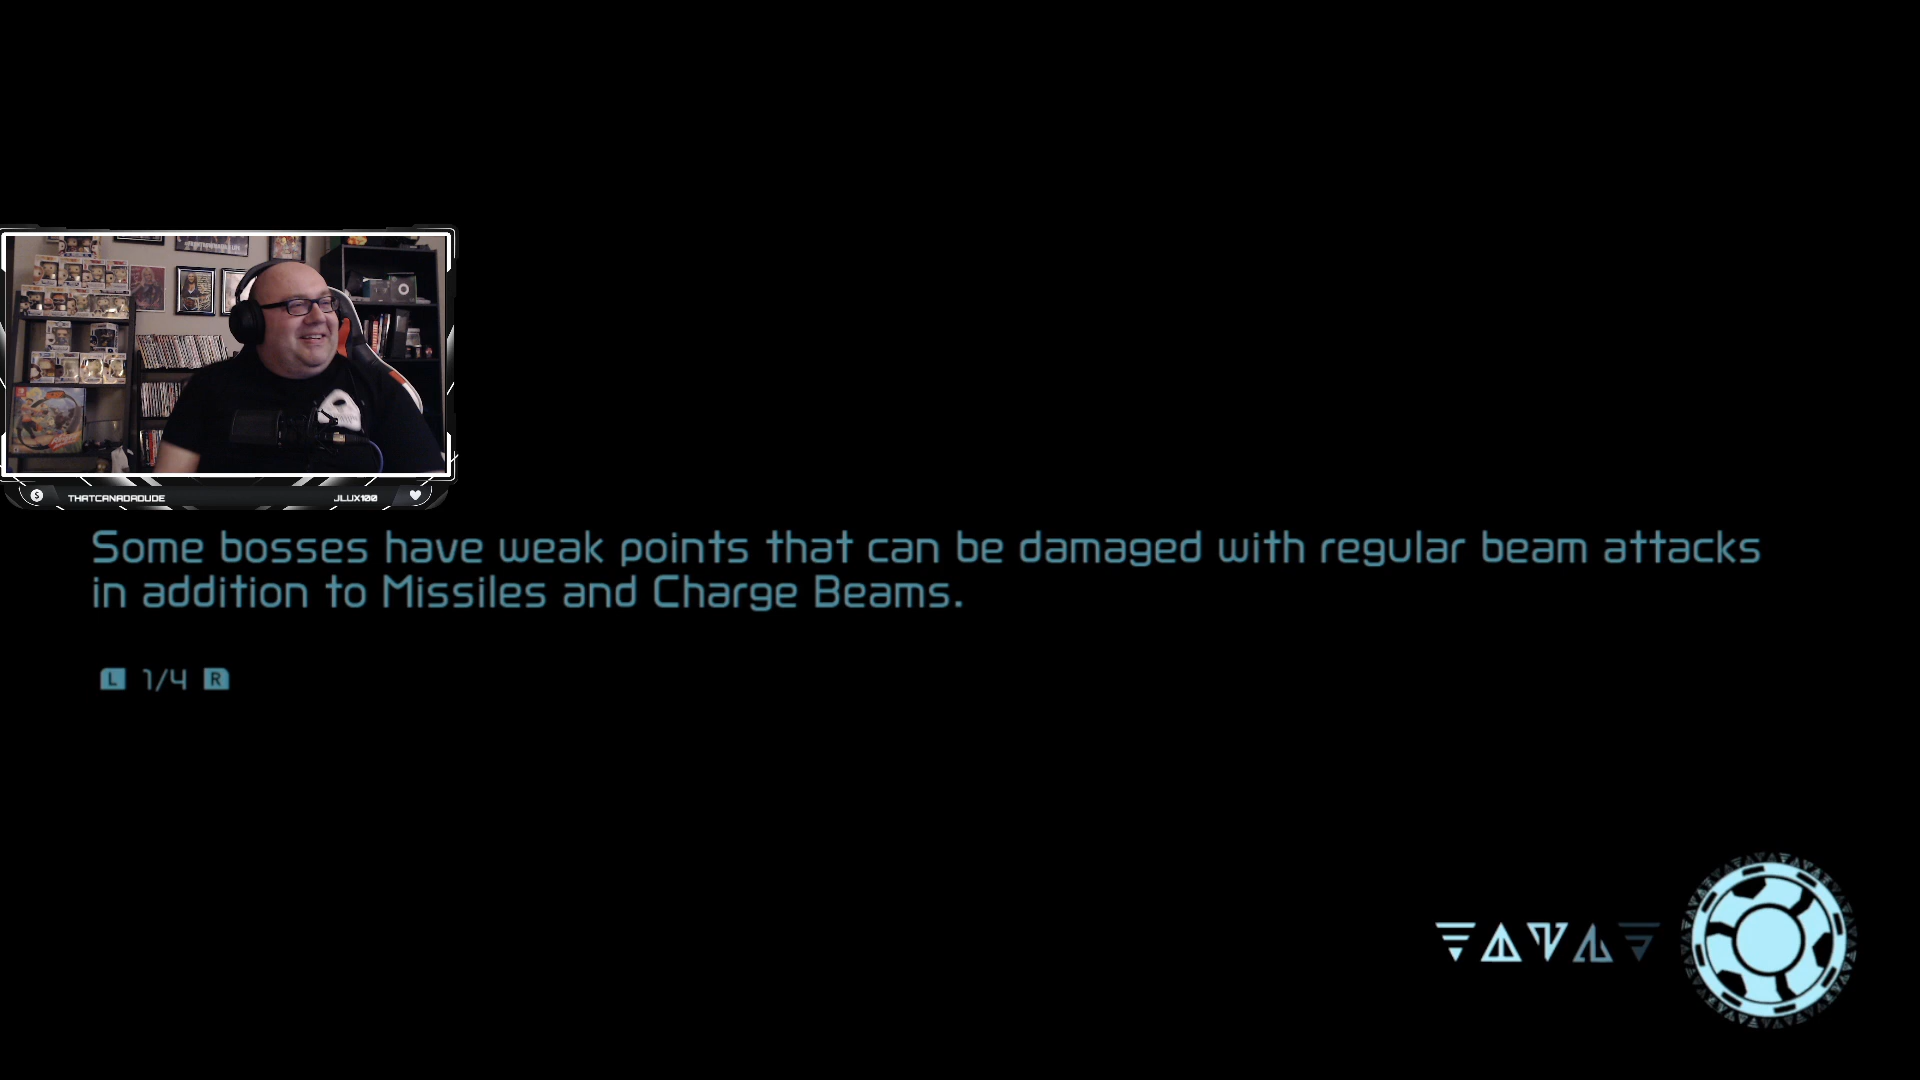 THATCANADADUDE
JLUX100
Some bosses have weak points that can be damaged with regular beam attacks
in addition to Missiles and Charge Beams.
L 1/4 R